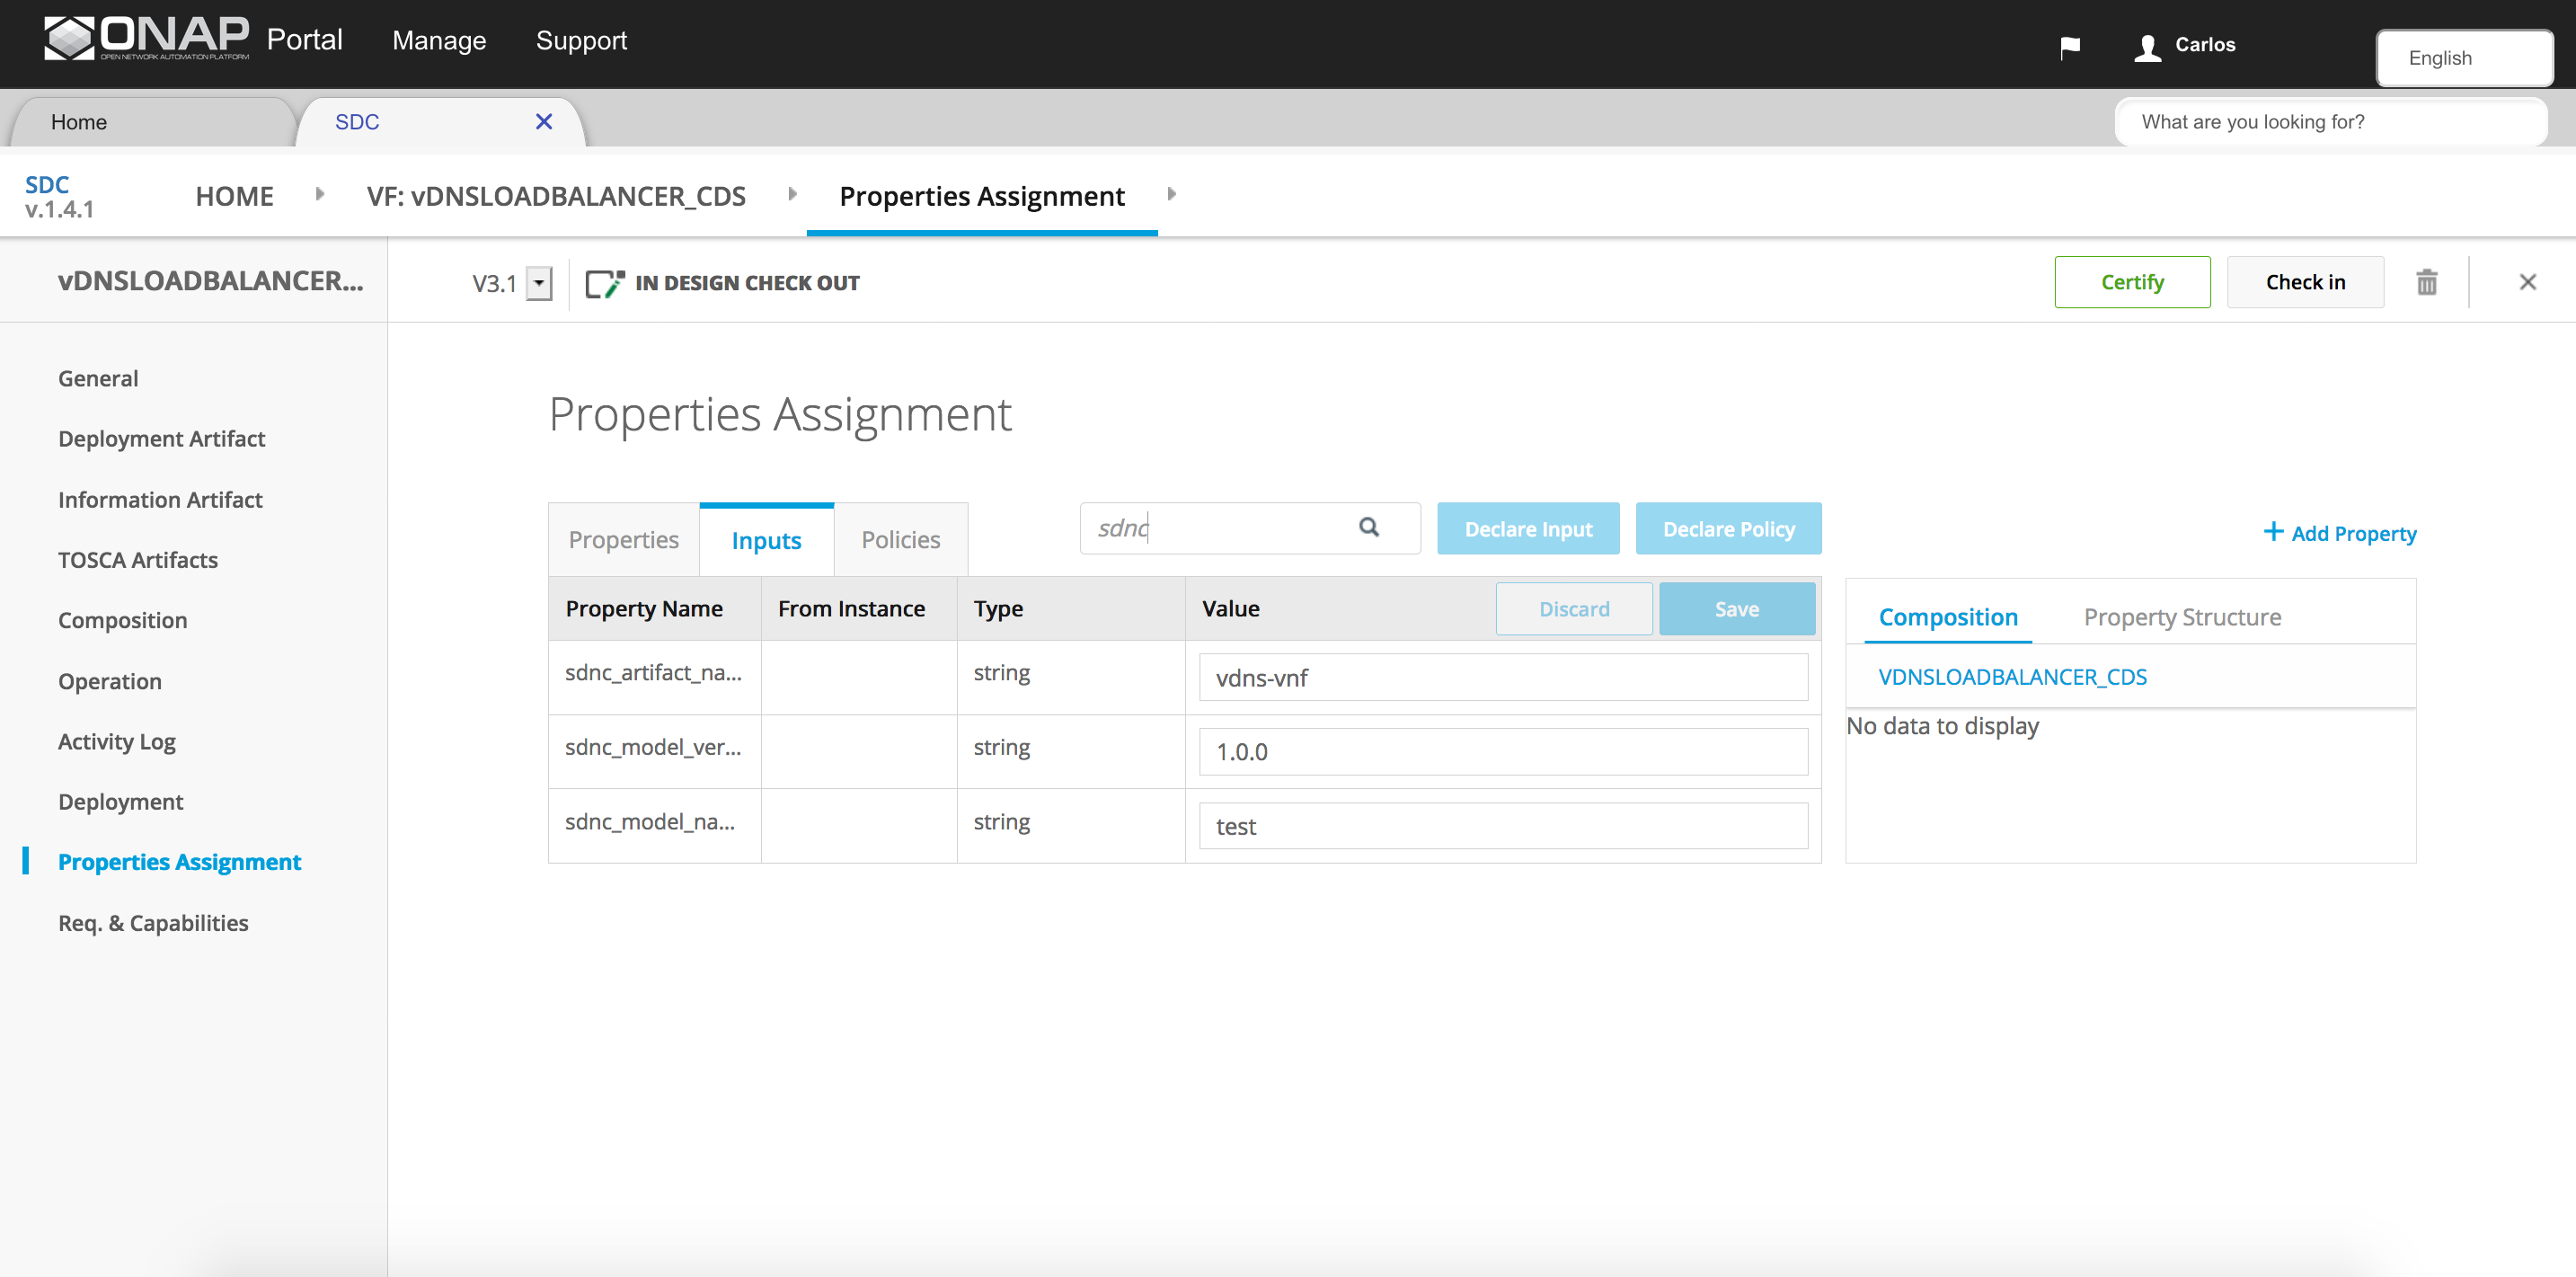 ONAP Portal Manage Support Carlos English
OPEN NETWORK AUTOMATION PLATFORM
Home SDC What are you looking for?
SDC
v.1.4.1
HOME VF: vDNSLOADBALANCER_CDS Properties Assignment
vDNSLOADBALANCER... V3.1 IN DESIGN CHECK OUT Certify Check in
General
Deployment Artifact
Information Artifact
TOSCA Artifacts
Composition
Operation
Activity Log
Deployment
Properties Assignment
Req. & Capabilities
Properties Assignment
Properties Inputs Policies sdnc Declare Input Declare Policy Add Property
Property Name From Instance Type Value Discard Save
sdnc_artifact_na... string vdns-vnf
sdnc_model_ver... string 1.0.0
sdnc_model_na... string test
Composition Property Structure
VDNSLOADBALANCER_CDS
No data to display